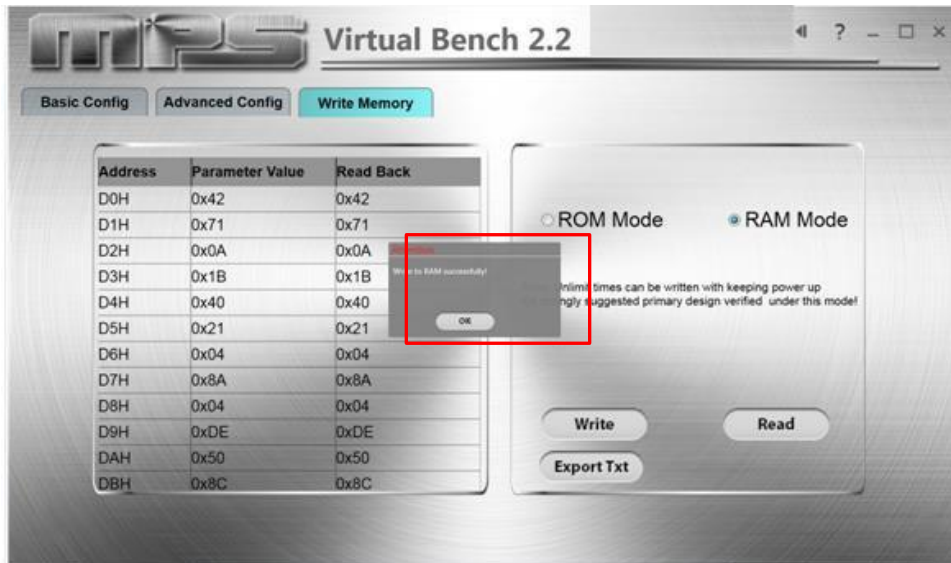 MPS Virtual Bench 2.2
Basic Config Advanced Config Write Memory
Address Parameter Value Read Back
D0H 0x42 0x42
D1H 0x71 0x71
D2H 0x0A 0x0A
D3H 0x1B 0x1B
D4H 0x40 0x40
D5H 0x21 0x21
D6H 0x04 0x04
D7H 0x8A 0x8A
D8H 0x04 0x04
D9H 0xDE 0xDE
DAH 0x50 0x50
DBH 0x8C 0x8C
Write to RAM successfully!
OK
ROM Mode RAM Mode
Unlimit times can be written with keeping power up
suggested primary design verified under this mode!
Write Read
Export Txt